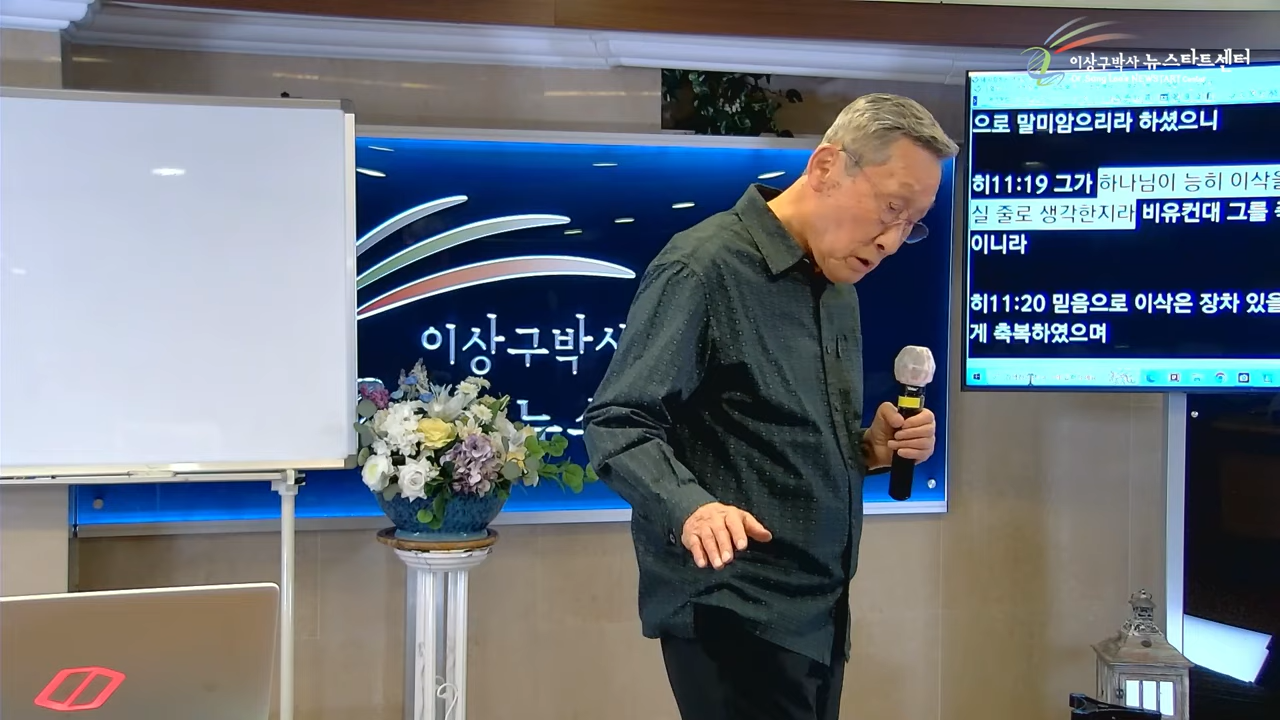 이상구박사 뉴스타트센터
으로 말미암으리라 하셨으니
히11:19 그가 하나님이 능히 이삭을
실 줄로 생각한지라 비유컨대 그를
이니라
히11:20 믿음으로 이삭은 장차 있을
게 축복하였으며
이상구박사
뉴스